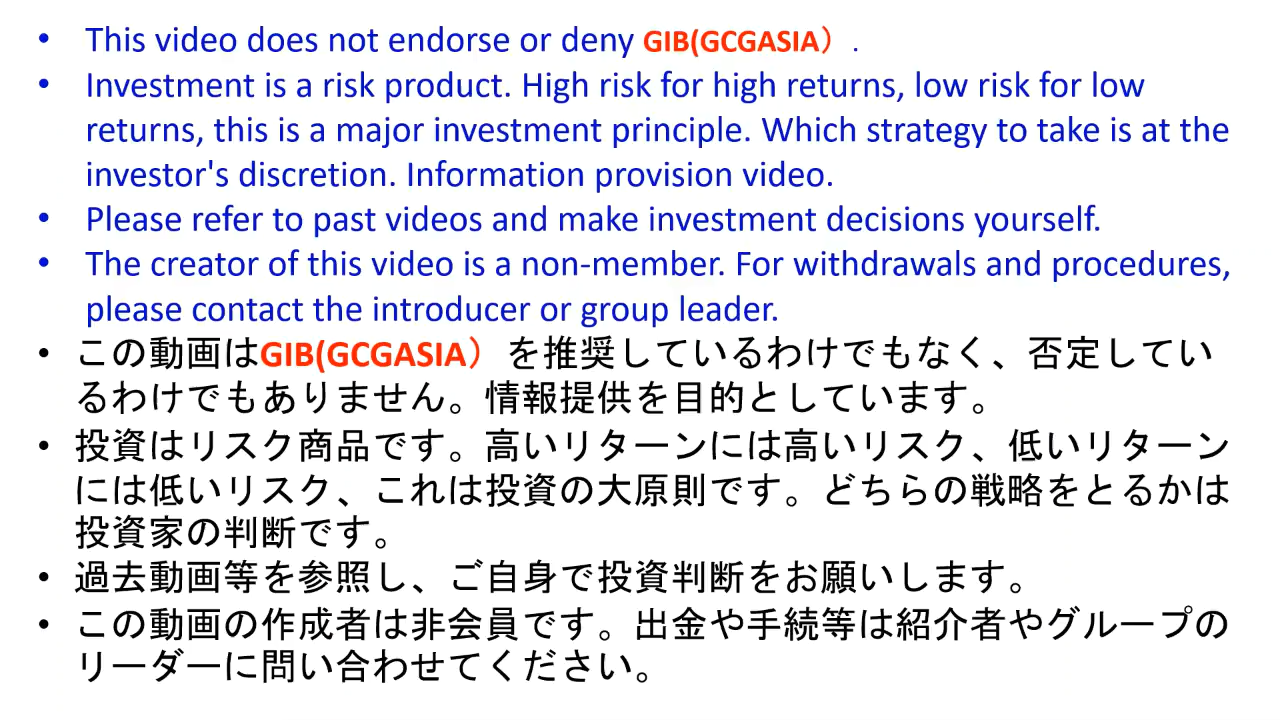 • This video does not endorse or deny GIB(GCGASIA）.
• Investment is a risk product. High risk for high returns, low risk for low
returns, this is a major investment principle. Which strategy to take is at the
investor's discretion. Information provision video.
• Please refer to past videos and make investment decisions yourself.
• The creator of this video is a non-member. For withdrawals and procedures,
please contact the introducer or group leader.
• この動画はGIB(GCGASIA）を推奨しているわけでもなく、否定してい
るわけでもありません。情報提供を目的としています。
• 投資はリスク商品です。高いリターンには高いリスク、低いリターン
には低いリスク、これは投資の大原則です。どちらの戦略をとるかは
投資家の判断です。
• 過去動画等を参照し、ご自身で投資判断をお願いします。
• この動画の作成者は非会員です。出金や手続等は紹介者やグループの
リーダーに問い合わせてください。